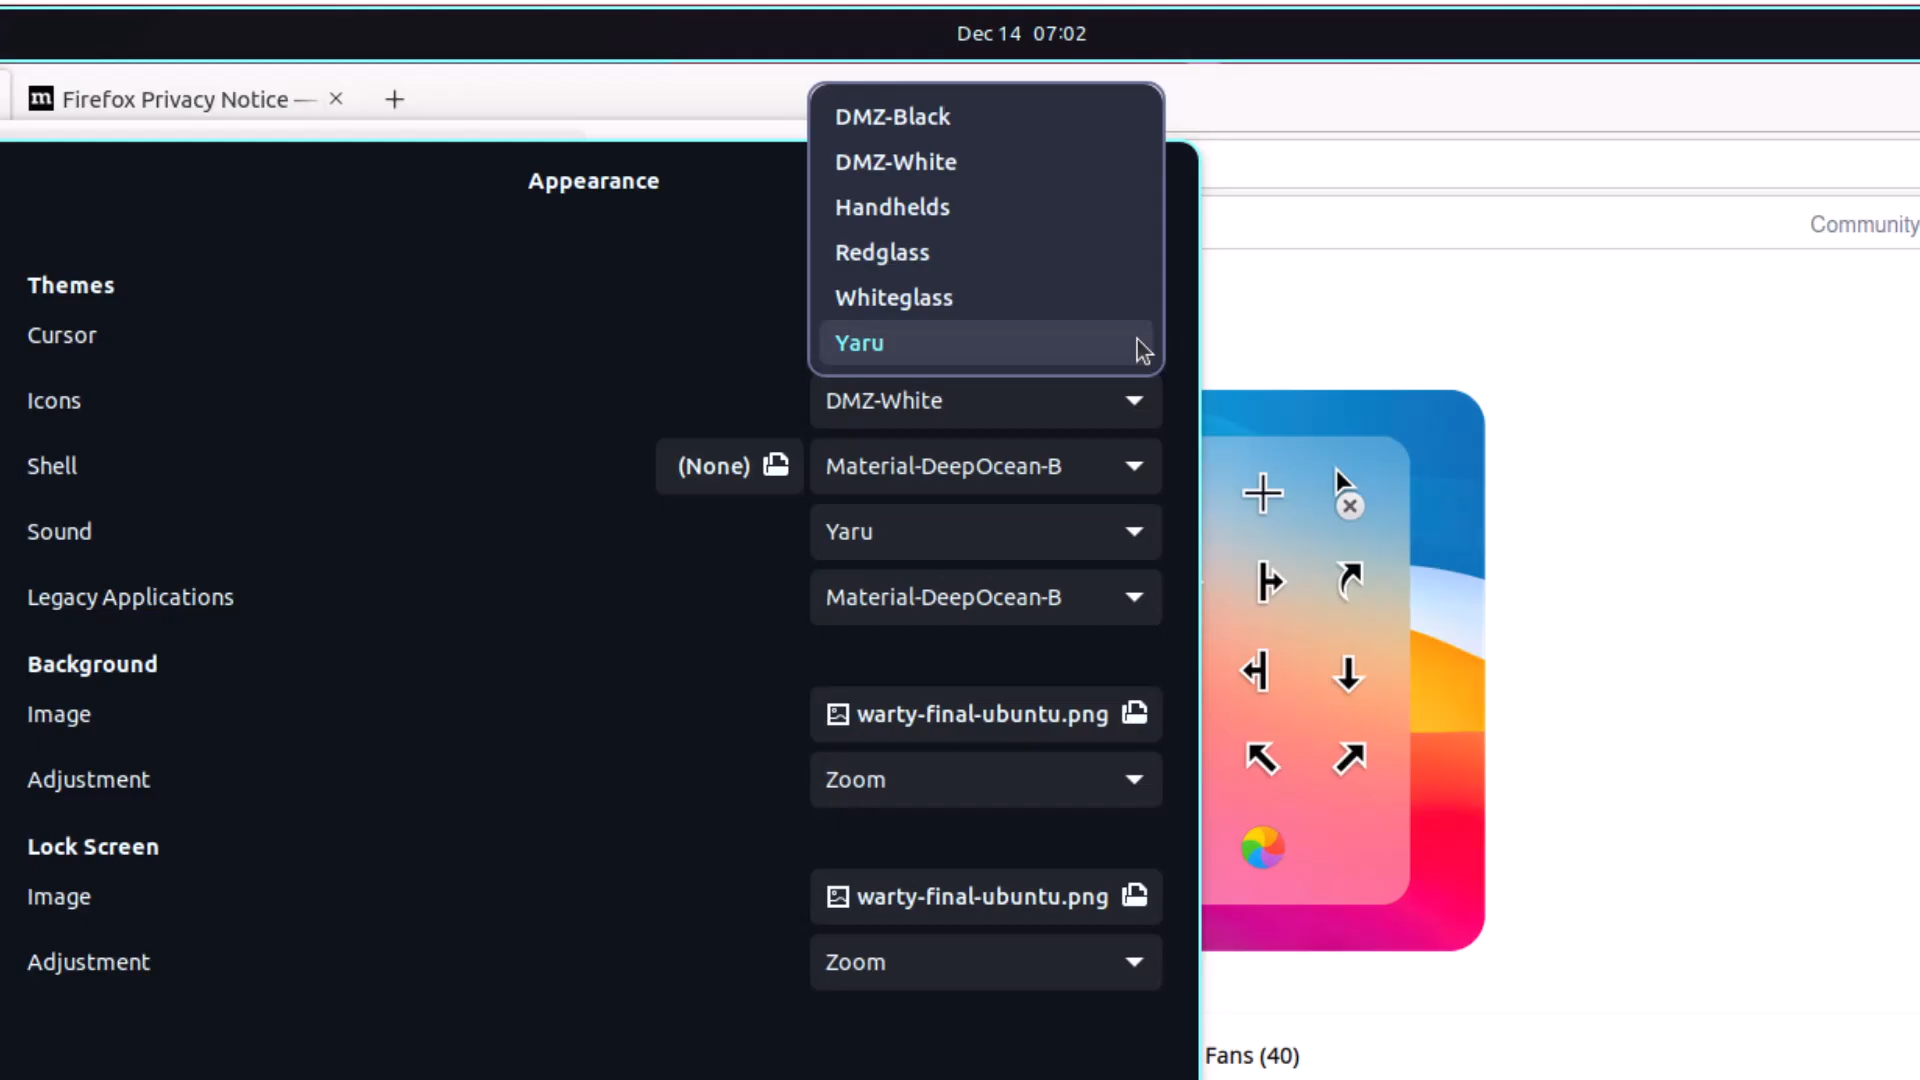 Dec 14 07:02
m Firefox Privacy Notice —
DMZ-Black
DMZ-White
Handhelds
Redglass
Whiteglass
Yaru
Appearance
Community
Themes
Cursor
Icons
DMZ-White
Shell
(None)
Material-DeepOcean-B
Sound
Yaru
Legacy Applications
Material-DeepOcean-B
Background
Image
warty-final-ubuntu.png
Adjustment
Zoom
Lock Screen
Image
warty-final-ubuntu.png
Adjustment
Zoom
Fans (40)